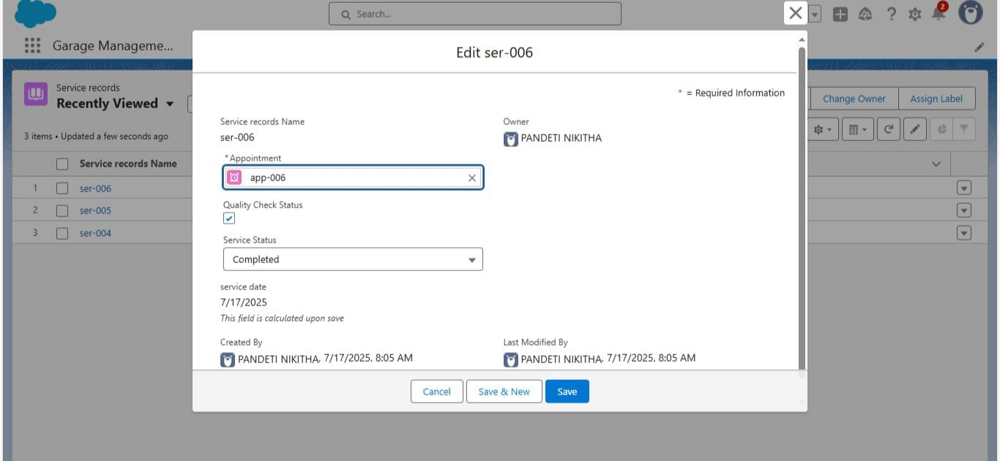 Search...
2
Garage Manageme...
Service records
Recently Viewed
3 items • Updated a few seconds ago
Change Owner
Assign Label
Service records Name
1 ser-006
2 ser-005
3 ser-004
Edit ser-006
* = Required Information
Service records Name
ser-006
Owner
PANDETI NIKITHA
*Appointment
app-006
Quality Check Status
Service Status
Completed
service date
7/17/2025
This field is calculated upon save
Created By
PANDETI NIKITHA, 7/17/2025, 8:05 AM
Last Modified By
PANDETI NIKITHA, 7/17/2025, 8:05 AM
Cancel
Save & New
Save